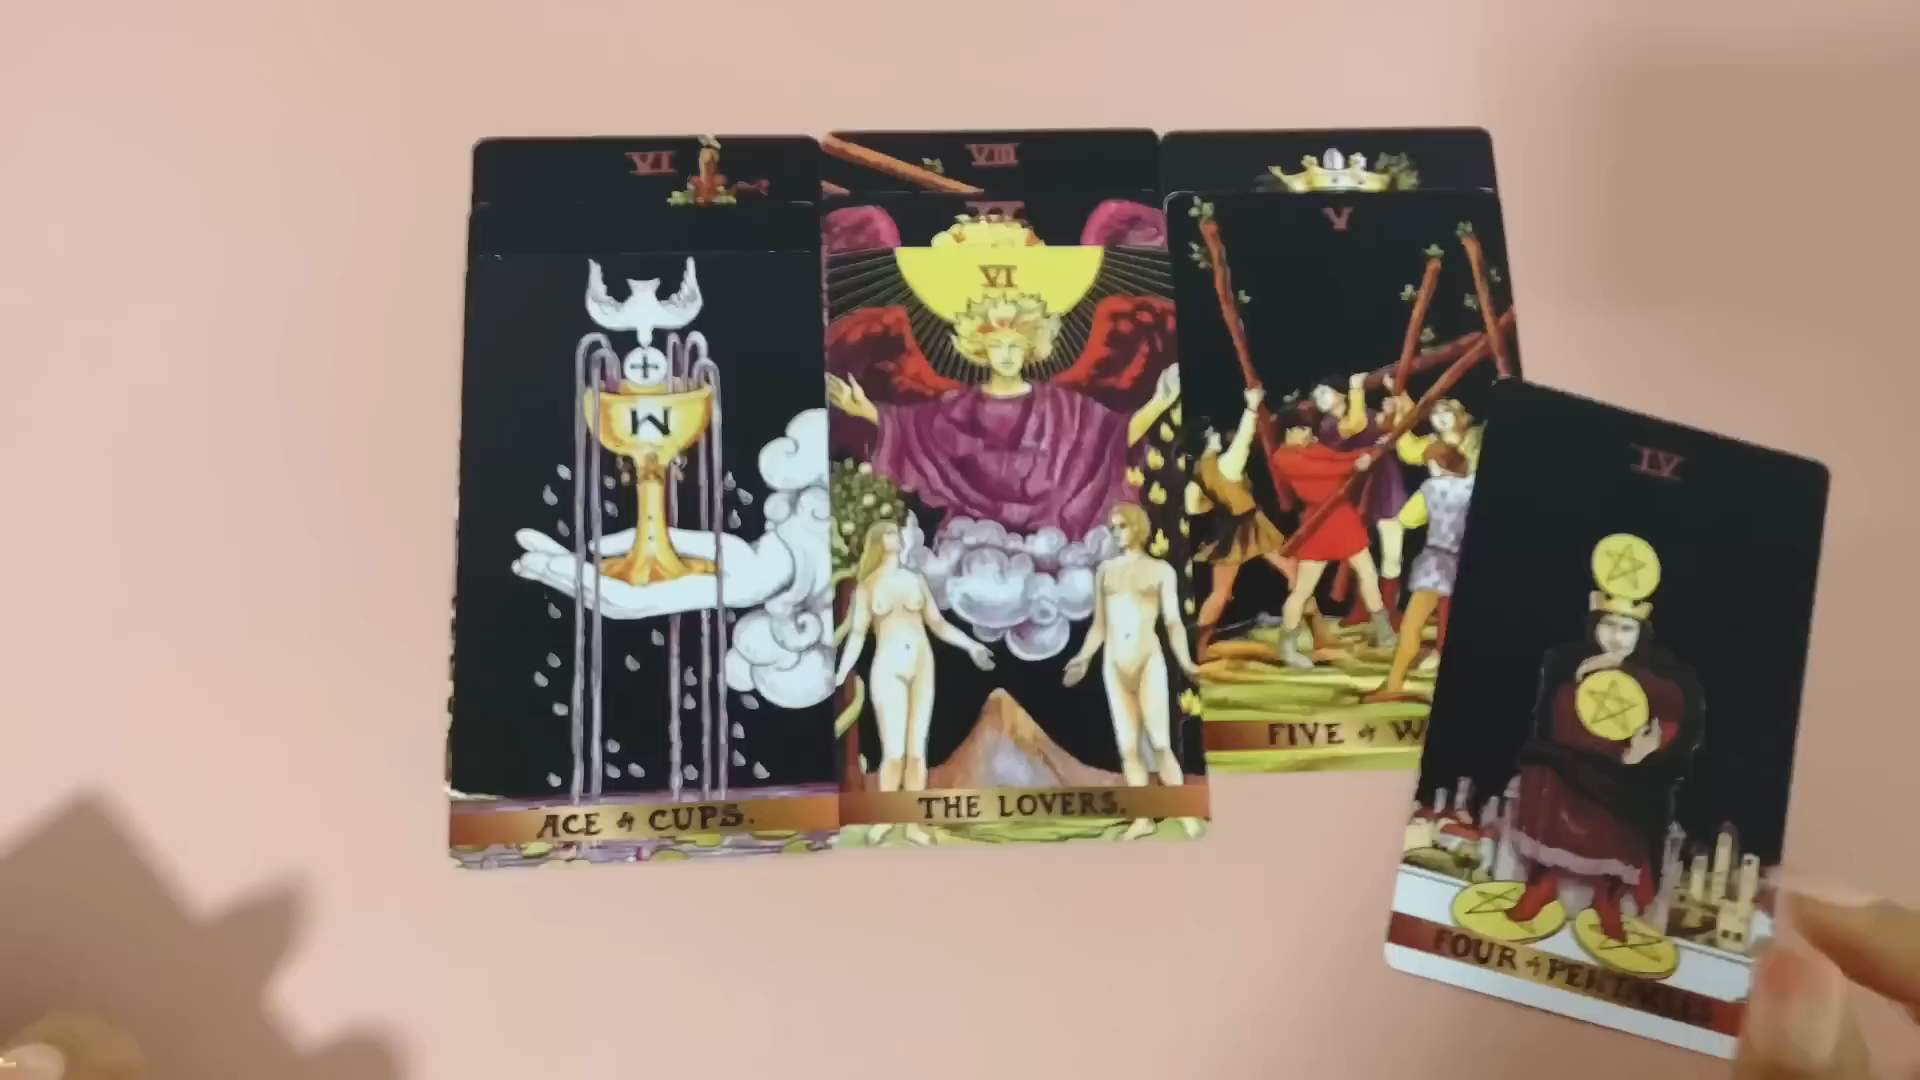 VI
VIII
VI
V
IV
W
ACE of CUPS.
THE LOVERS.
FIVE of W
FOUR of PENTACLES